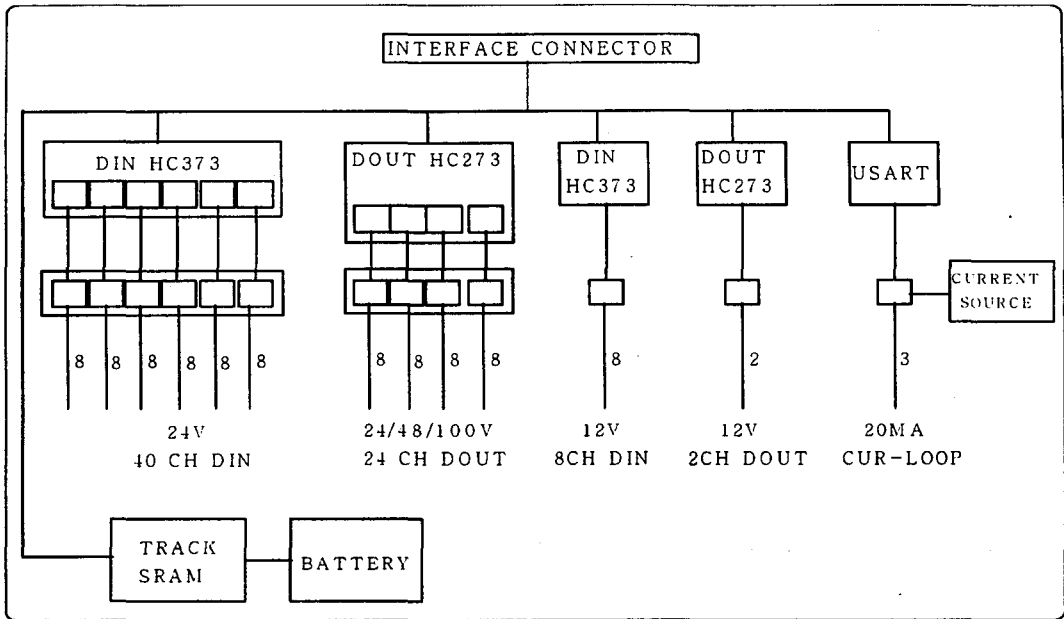 INTERFACE CONNECTOR
DIN HC373
DOUT HC273
DIN
HC373
DOUT
HC273
USART
CURRENT
SOURCE
8 8 8 8 8 8
8 8 8 8
8
2
3
24V
40 CH DIN
24/48/100V
24 CH DOUT
12V
8CH DIN
12V
2CH DOUT
20MA
CUR-LOOP
TRACK
SRAM
BATTERY